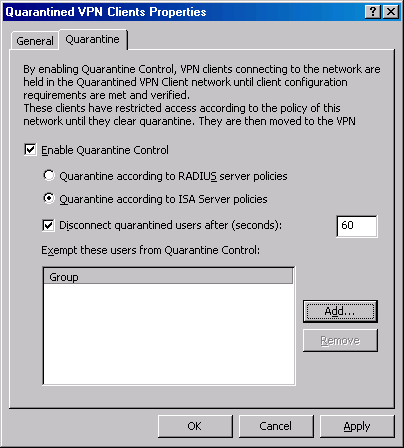 Quarantined VPN Clients Properties
General
Quarantine
By enabling Quarantine Control, VPN clients connecting to the network are
held in the Quarantined VPN Client network until client configuration
requirements are met and verified.
These clients have restricted access according to the policy of this
network until they clear quarantine. They are then moved to the VPN
Enable Quarantine Control
Quarantine according to RADIUS server policies
Quarantine according to ISA Server policies
Disconnect quarantined users after (seconds): 60
Exempt these users from Quarantine Control:
Group
Add...
Remove
OK Cancel Apply